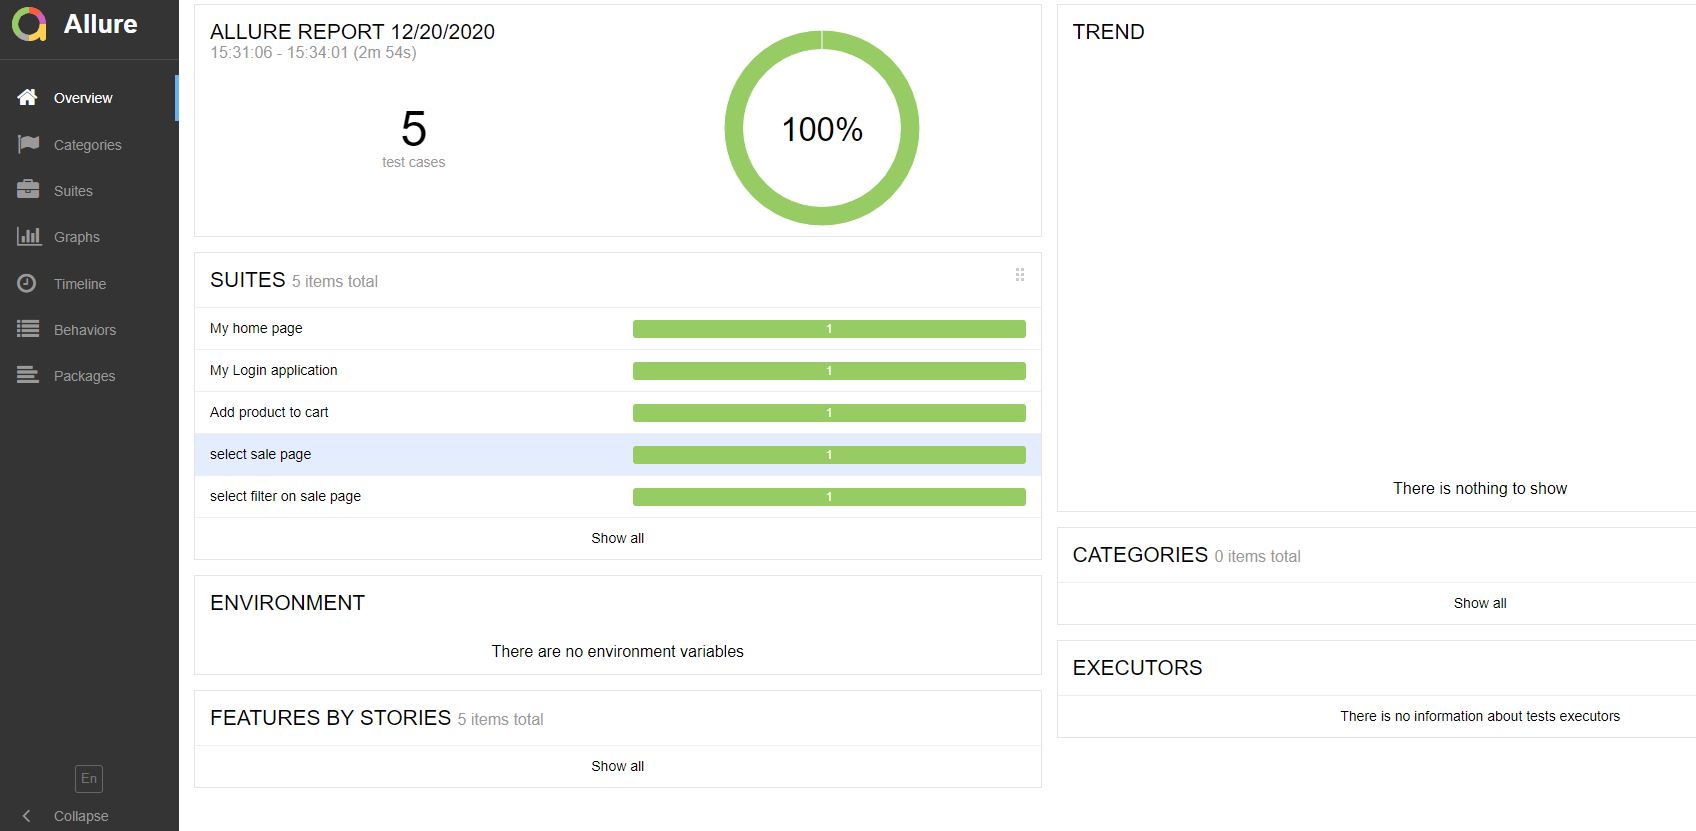 Allure
Overview
Categories
Suites
Graphs
Timeline
Behaviors
Packages
En
Collapse
ALLURE REPORT 12/20/2020
15:31:06 - 15:34:01 (2m 54s)
5
test cases
100%
SUITES 5 items total
My home page 1
My Login application 1
Add product to cart 1
select sale page 1
select filter on sale page 1
Show all
ENVIRONMENT
There are no environment variables
FEATURES BY STORIES 5 items total
Show all
TREND
There is nothing to show
CATEGORIES 0 items total
Show all
EXECUTORS
There is no information about tests executors